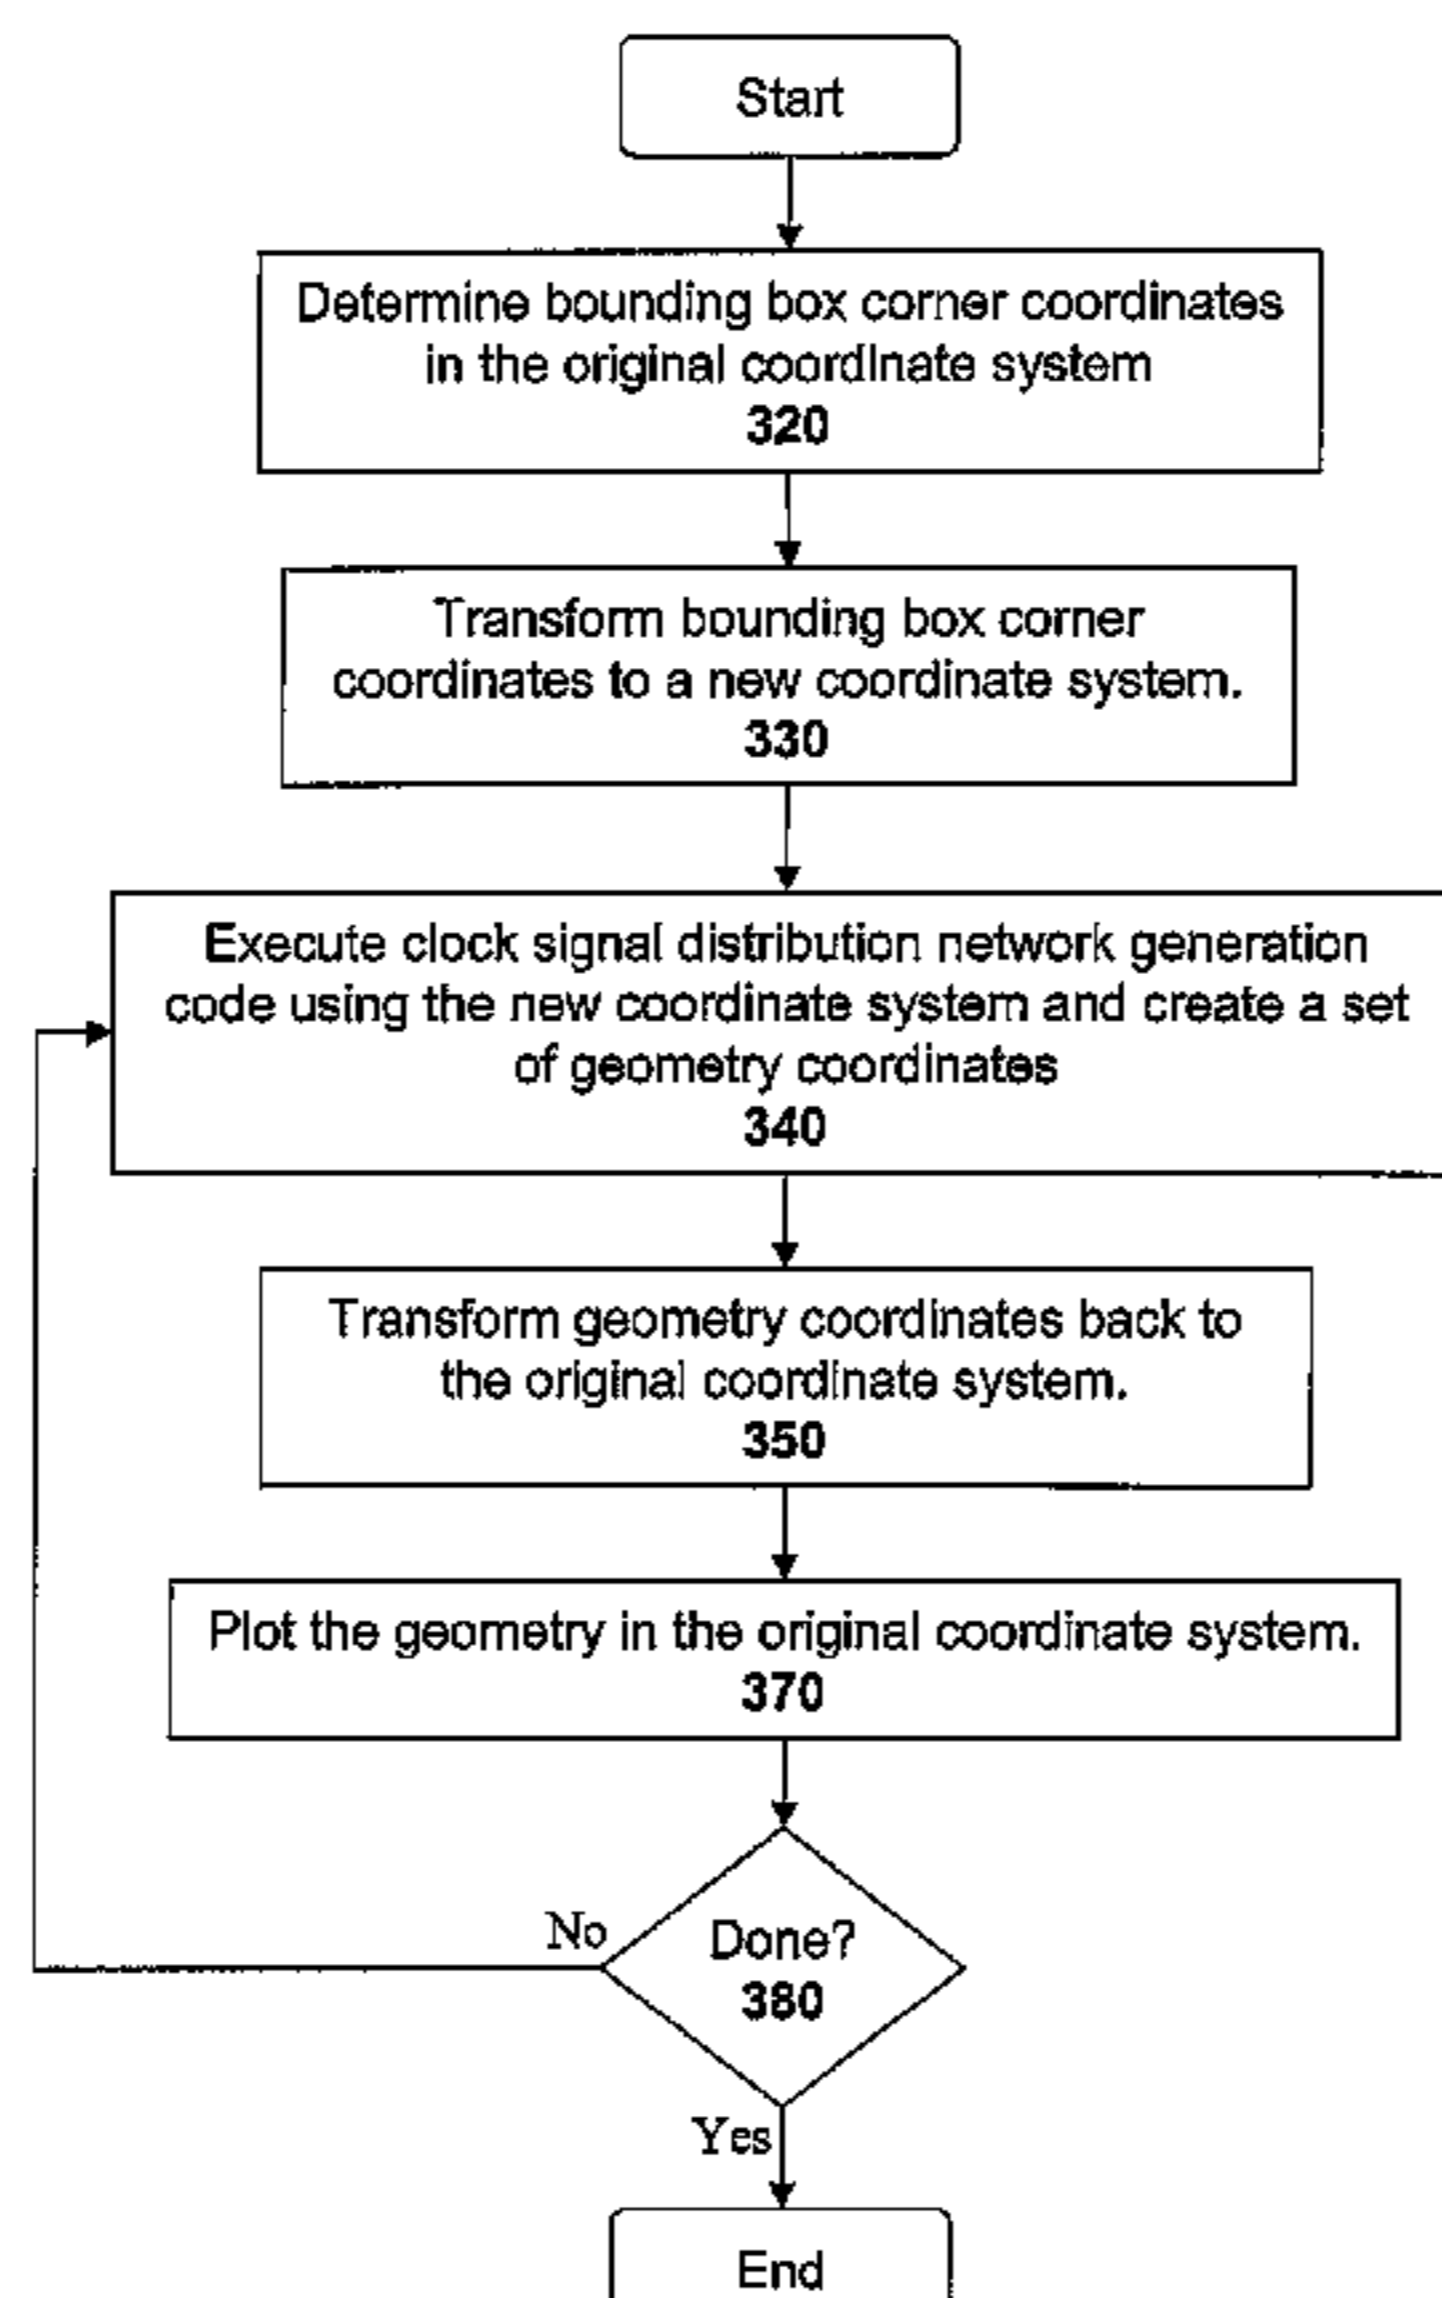 Start
Determine bounding box corner coordinates
in the original coordinate system
320
Transform bounding box corner
coordinates to a new coordinate system.
330
Execute clock signal distribution network generation
code using the new coordinate system and create a set
of geometry coordinates
340
Transform geometry coordinates back to
the original coordinate system.
350
Plot the geometry in the original coordinate system.
370
No
Done?
380
Yes
End